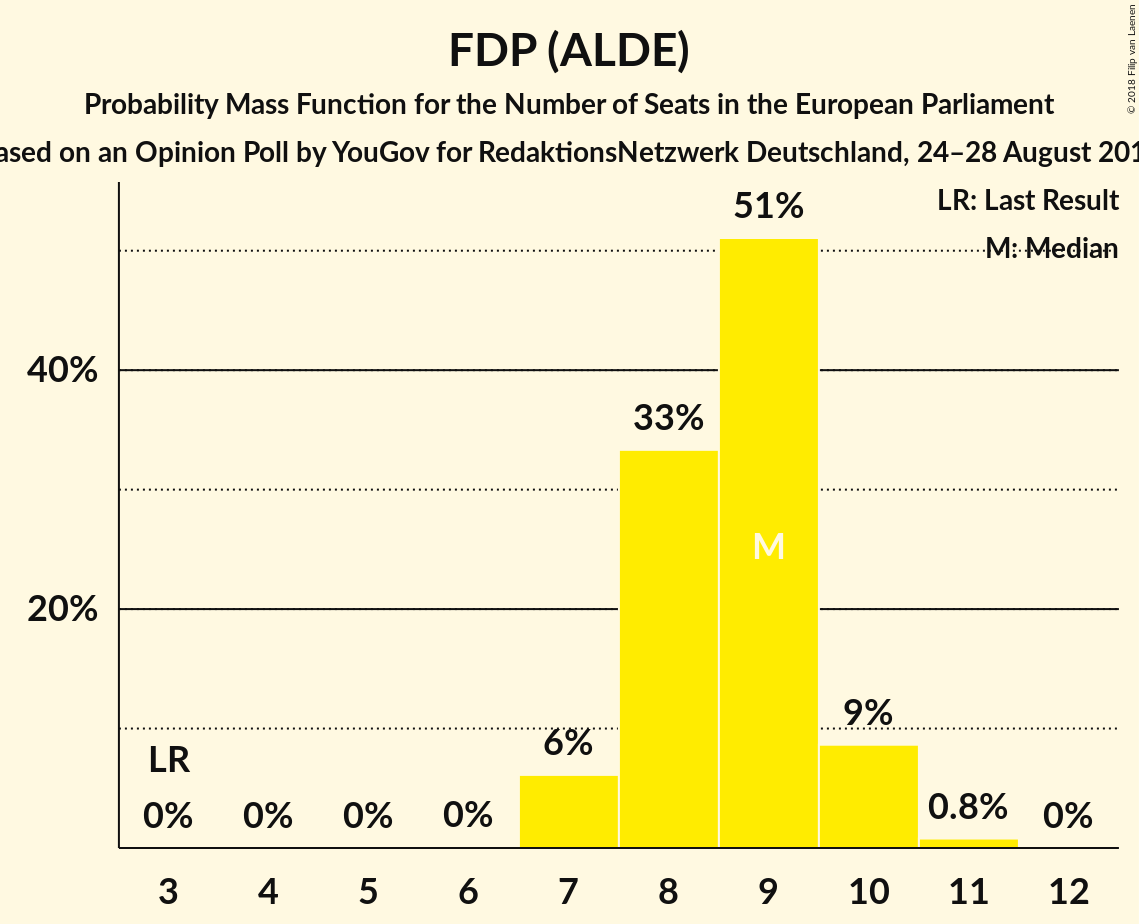 FDP (ALDE)
Probability Mass Function for the Number of Seats in the European Parliament
on an Opinion Poll by YouGov for RedaktionsNetzwerk Deutschland, 24–28 August
© 2018 Filip van Laenen
LR: Last Result
M: Median
51%
40%
33%
M
20%
9%
6%
LR
0% 0% 0% 0% 0.8% 0%
3 4 5 6 7 8 9 10 11 12